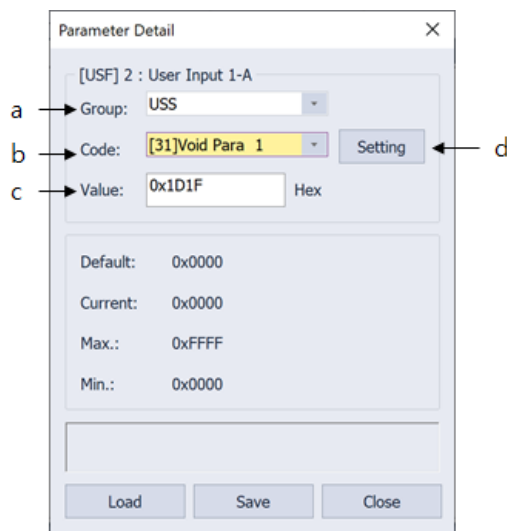 Parameter Detail
[USF] 2 : User Input 1-A
a Group: USS
b Code: [31]Void Para 1 Setting d
c Value: 0x1D1F Hex
Default: 0x0000
Current: 0x0000
Max.: 0xFFFF
Min.: 0x0000
Load Save Close